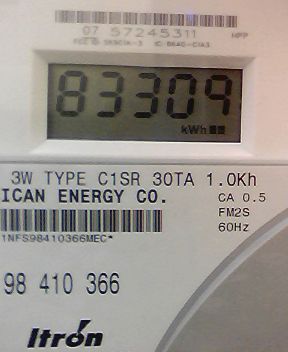 07 57245311 HPP
83309
kWh
3W TYPE C1SR 30TA 1.0Kh
ICAN ENERGY CO. CA 0.5
FM2S
60Hz
1NFS98410366MEC*
98 410 366
Itron